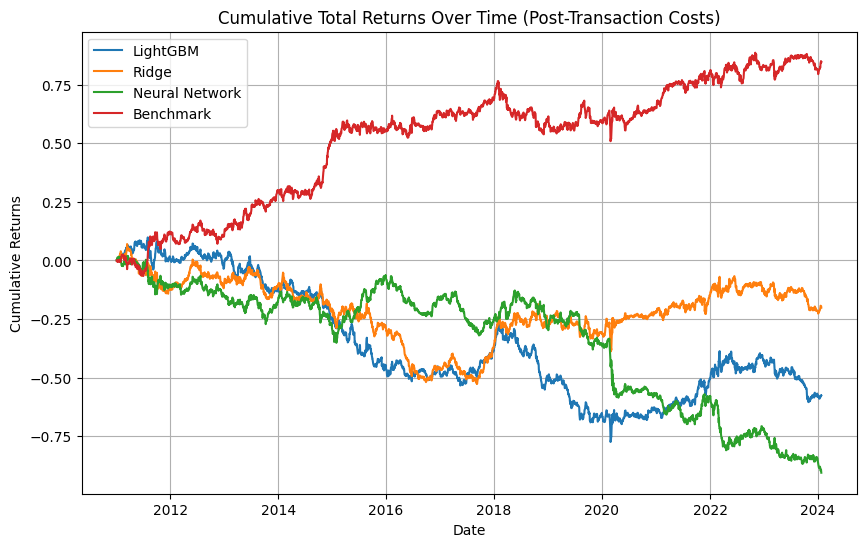 Cumulative Total Returns Over Time (Post-Transaction Costs)
LightGBM
Ridge
Neural Network
Benchmark
Cumulative Returns
0.75
0.50
0.25
0.00
−0.25
−0.50
−0.75
2012 2014 2016 2018 2020 2022 2024
Date